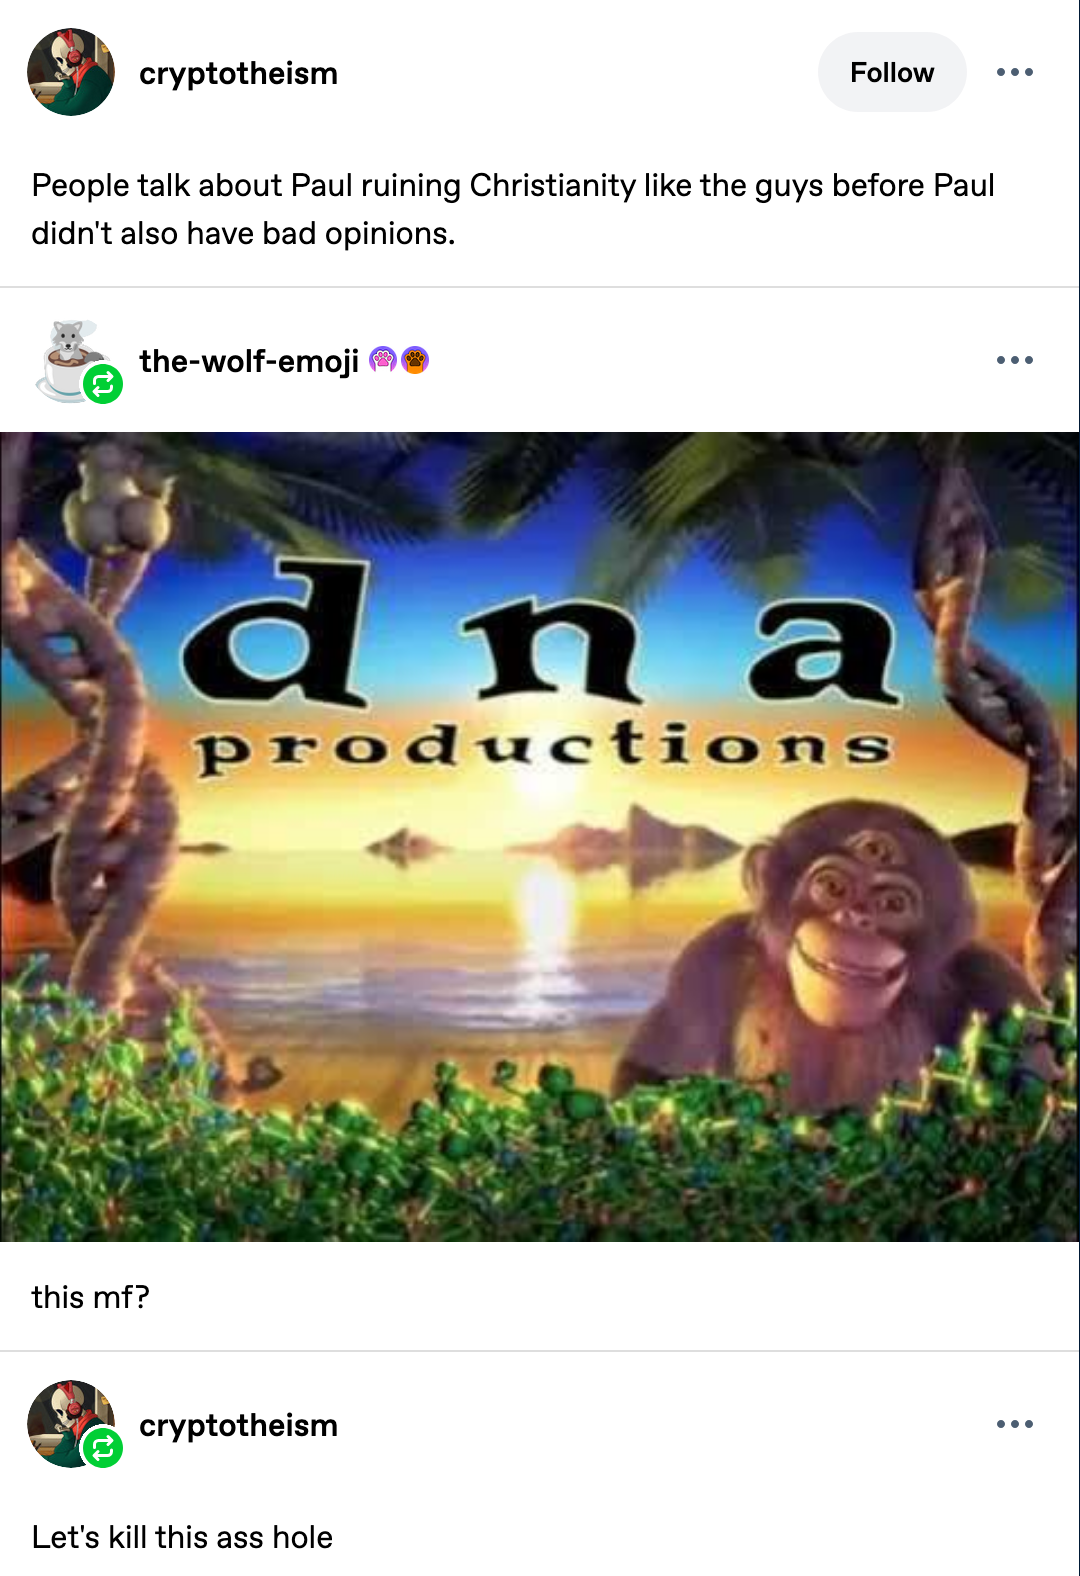 cryptotheism
Follow
People talk about Paul ruining Christianity like the guys before Paul
didn't also have bad opinions.
the-wolf-emoji
dna
productions
this mf?
cryptotheism
Let's kill this ass hole